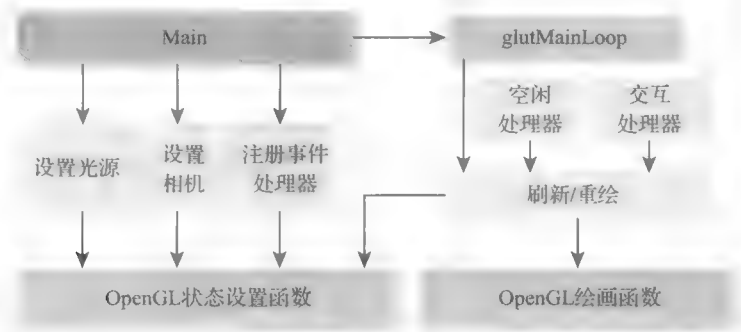 Main
glutMainLoop
空闲
处理器
交互
处理器
设置光源
设置
相机
注册事件
处理器
刷新/重绘
OpenGL状态设置函数
OpenGL绘画函数